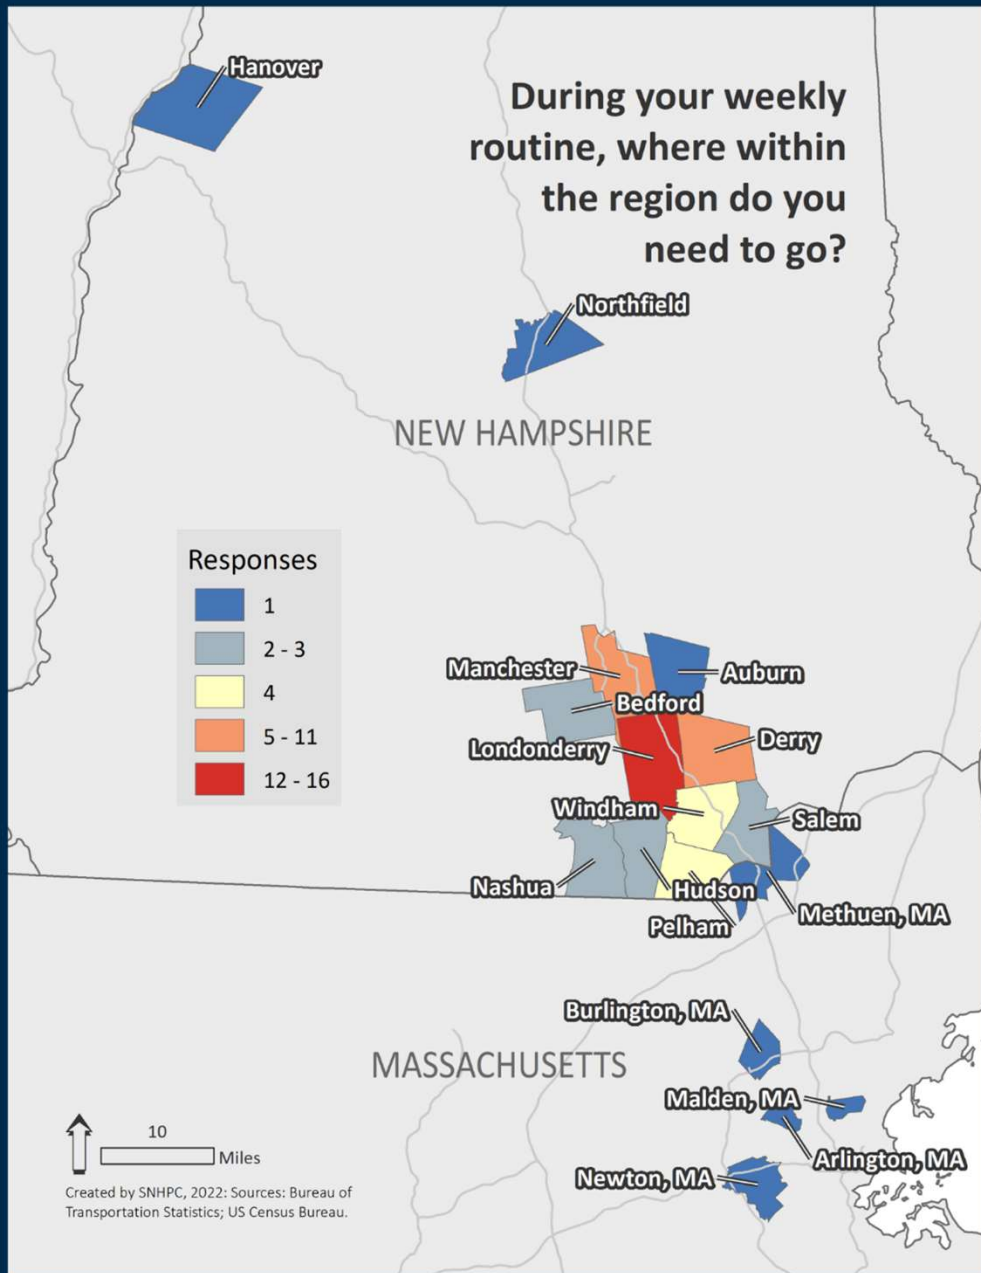 Hanover
During your weekly
routine, where within
the region do you
need to go?
Northfield
NEW HAMPSHIRE
Responses
1
2 - 3
4
5 - 11
12 - 16
Manchester
Auburn
Bedford
Londonderry
Derry
Windham
Salem
Nashua
Hudson
Methuen, MA
Pelham
Burlington, MA
MASSACHUSETTS
Malden, MA
Arlington, MA
Newton, MA
10
Miles
Created by SNHPC, 2022: Sources: Bureau of
Transportation Statistics; US Census Bureau.